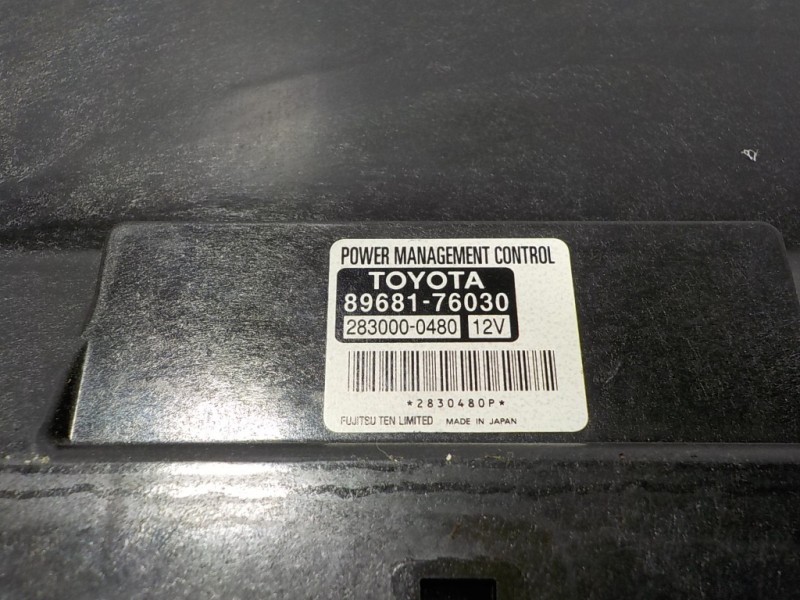 POWER MANAGEMENT CONTROL
TOYOTA
89681-76030
283000-0480 12V
*2830480P*
FUJITSU TEN LIMITED MADE IN JAPAN